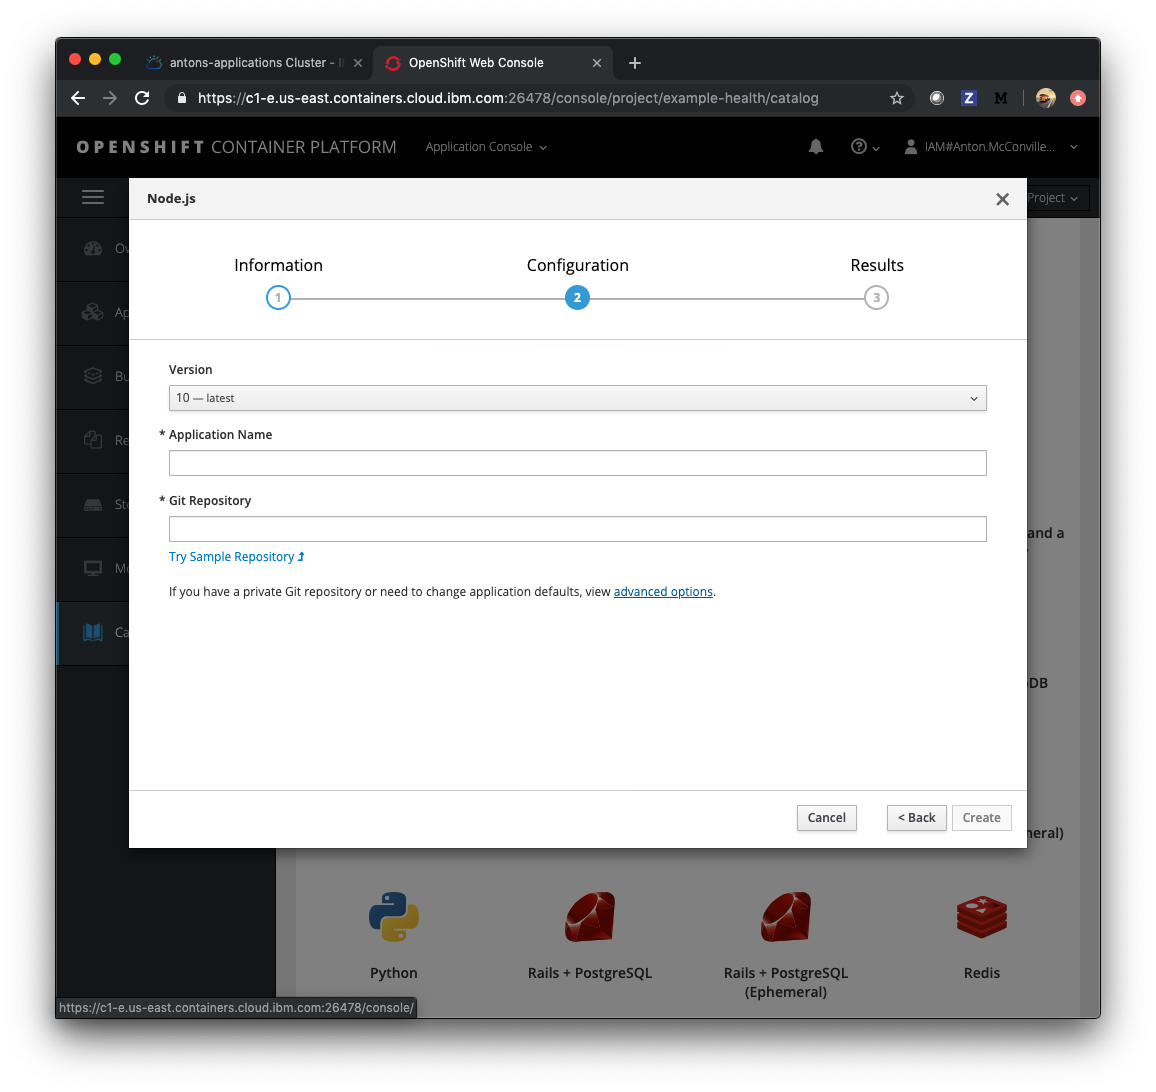 antons-applications Cluster - I
OpenShift Web Console
https://c1-e.us-east.containers.cloud.ibm.com:26478/console/project/example-health/catalog
Z
M
OPENSHIFT CONTAINER PLATFORM
Application Console
IAM#Anton.McConville...
Project
Node.js
Information
Configuration
Results
1
2
3
Version
10 — latest
* Application Name
* Git Repository
Try Sample Repository
If you have a private Git repository or need to change application defaults, view advanced options.
Cancel
< Back
Create
Ov
Ap
Bu
Re
Sto
Mo
Ca
and a
DB
neral)
Python
Rails + PostgreSQL
Rails + PostgreSQL
(Ephemeral)
Redis
https://c1-e.us-east.containers.cloud.ibm.com:26478/console/